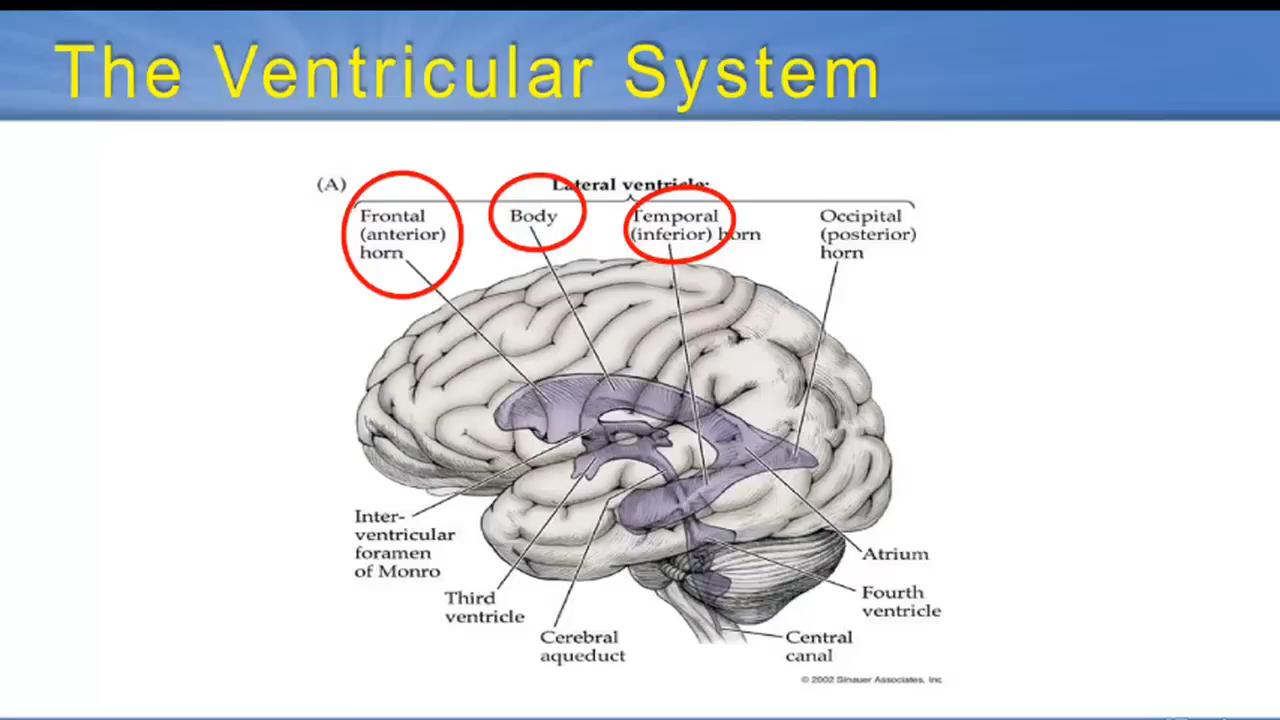 The Ventricular System
(A)
Lateral ventricle:
Frontal
(anterior)
horn
Body
Temporal
(inferior) horn
Occipital
(posterior)
horn
Inter-
ventricular
foramen
of Monro
Third
ventricle
Cerebral
aqueduct
Atrium
Fourth
ventricle
Central
canal
© 2002 Sinauer Associates, Inc